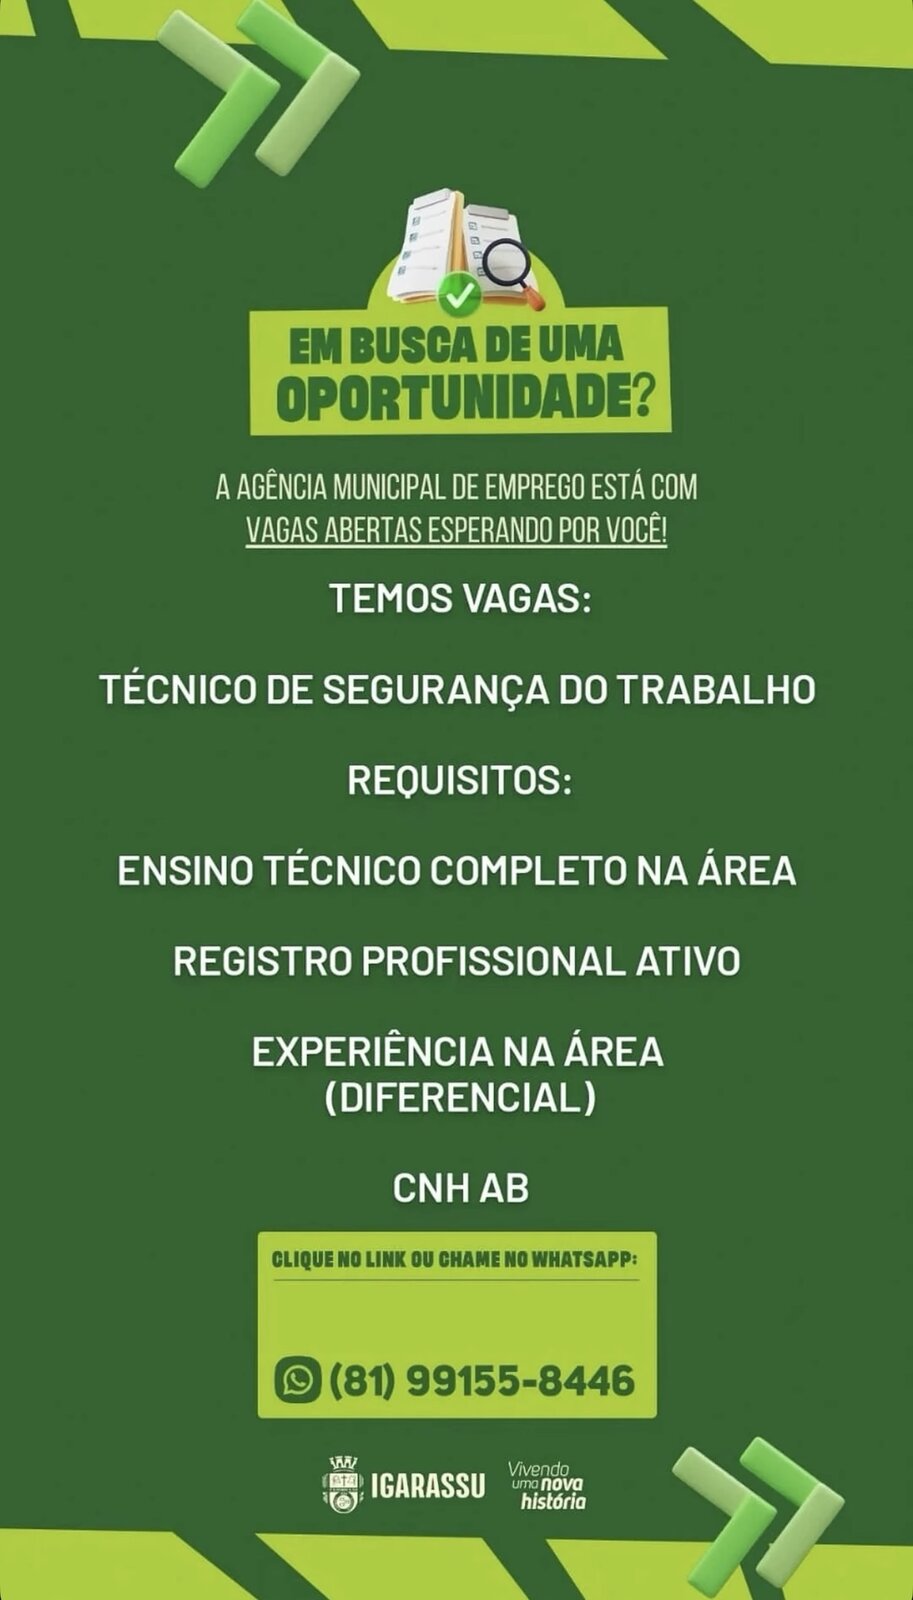 EM BUSCA DE UMA
OPORTUNIDADE?
A AGÊNCIA MUNICIPAL DE EMPREGO ESTÁ COM
VAGAS ABERTAS ESPERANDO POR VOCÊ!
TEMOS VAGAS:
TÉCNICO DE SEGURANÇA DO TRABALHO
REQUISITOS:
ENSINO TÉCNICO COMPLETO NA ÁREA
REGISTRO PROFISSIONAL ATIVO
EXPERIÊNCIA NA ÁREA
(DIFERENCIAL)
CNH AB
CLIQUE NO LINK OU CHAME NO WHATSAPP:
(81) 99155-8446
IGARASSU
Vivendo
uma nova
história